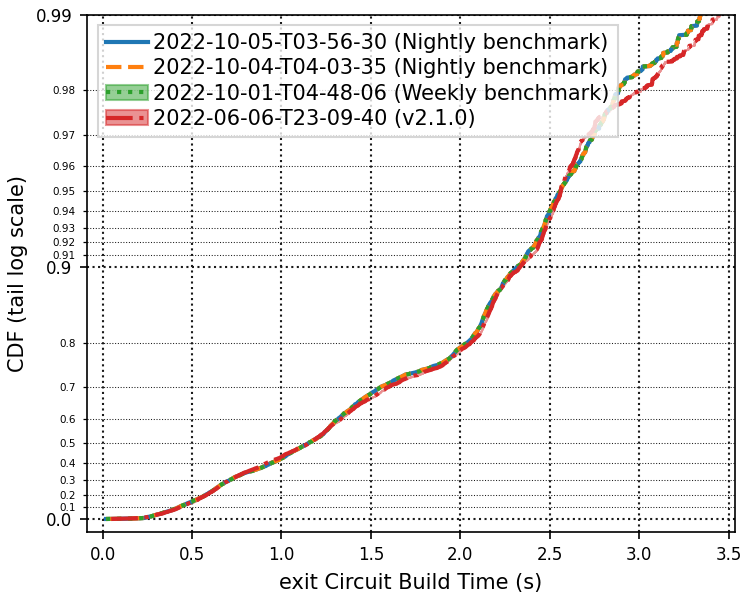 2022-10-05-T03-56-30 (Nightly benchmark)
2022-10-04-T04-03-35 (Nightly benchmark)
2022-10-01-T04-48-06 (Weekly benchmark)
2022-06-06-T23-09-40 (v2.1.0)
CDF (tail log scale)
0.99
0.98
0.97
0.96
0.95
0.94
0.93
0.92
0.91
0.9
0.8
0.7
0.6
0.5
0.4
0.3
0.2
0.1
0.0
0.0 0.5 1.0 1.5 2.0 2.5 3.0 3.5
exit Circuit Build Time (s)